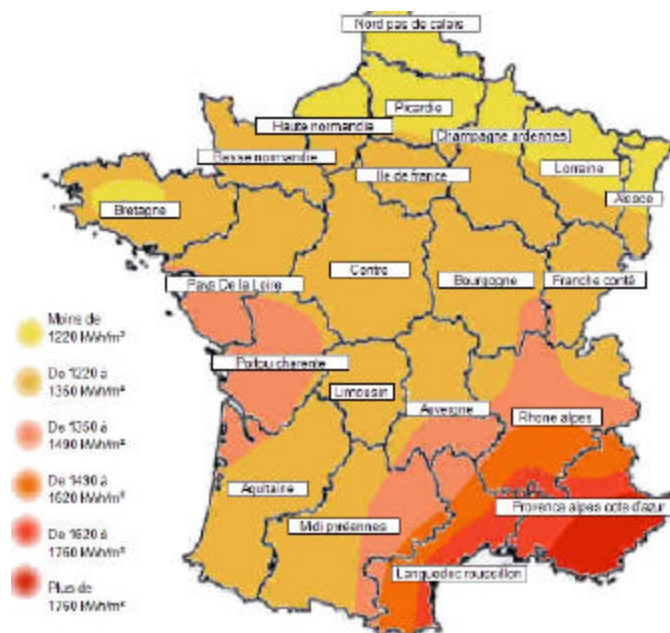 Nord pas de calais
Picardie
Haute normandie
Champagne ardennes
Basse normandie
Ile de france
Lorraine
Alsace
Bretagne
Centre
Bourgogne
Franche conté
Pays De la Loire
Poitou charente
Limousin
Auvergne
Rhone alpes
Aquitaine
Midi pyréennes
Provence alpes cote d'azur
Languedoc roussillon
Moins de
1220 kWh/m²
De 1220 à
1350 kWh/m²
De 1350 à
1490 kWh/m²
De 1490 à
1620 kWh/m²
De 1620 à
1760 kWh/m²
Plus de
1760 kWh/m²